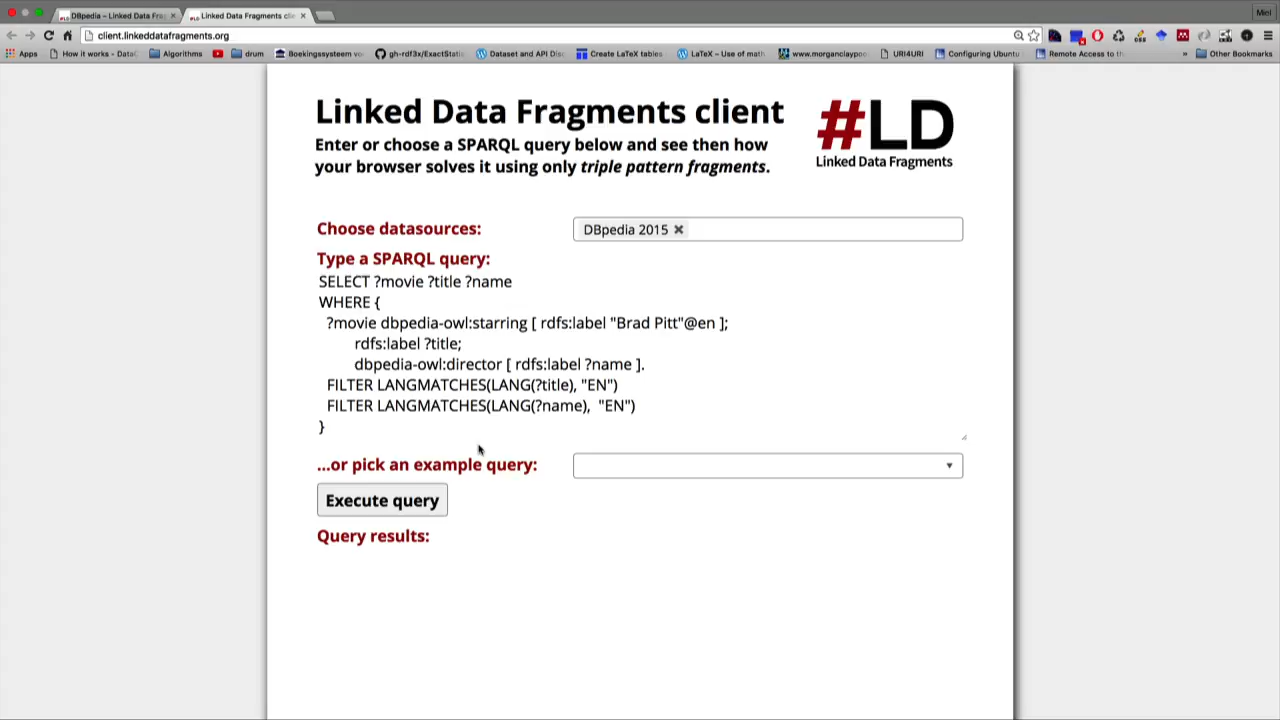 DBpedia – Linked Data Fra
Linked Data Fragments clie
Miel
client.linkeddatafragments.org
Apps
How it works - Data
Algorithms
drum
Boekingssysteem vo
gh-rdf3x/ExactStatis
Dataset and API Dis
Create LaTeX tables
LaTeX – Use of math
www.morganclaypoo
URI4URI
Configuring Ubuntu
Remote Access to th
»
Other Bookmarks
Linked Data Fragments client
Enter or choose a SPARQL query below and see then how
your browser solves it using only triple pattern fragments.
#LD
Linked Data Fragments
Choose datasources:
DBpedia 2015 ✖
Type a SPARQL query:
SELECT ?movie ?title ?name
WHERE {
?movie dbpedia-owl:starring [ rdfs:label "Brad Pitt"@en ];
rdfs:label ?title;
dbpedia-owl:director [ rdfs:label ?name ].
FILTER LANGMATCHES(LANG(?title), "EN")
FILTER LANGMATCHES(LANG(?name), "EN")
}
...or pick an example query:
Execute query
Query results: